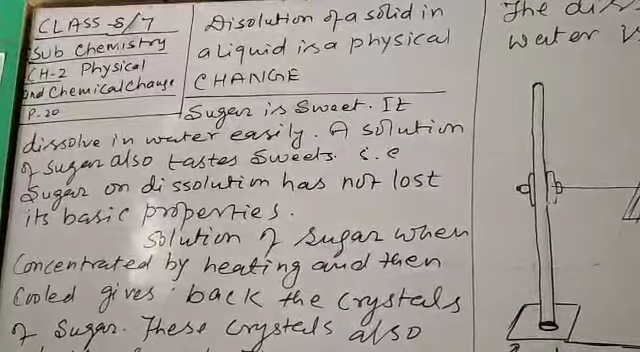 CLASS-8/7
Sub Chemistry
CH-2 Physical
and Chemical Change
P-20
Disolution of a solid in
a liquid is a physical
CHANGE
Sugar is Sweet. It
dissolve in water easily. A solution
of sugar also tastes sweets. i.e
Sugar on dissolution has not lost
its basic properties.
Solution of sugar when
Concentrated by heating and then
Cooled gives back the crystals
of Sugar. These crystals also
The
water